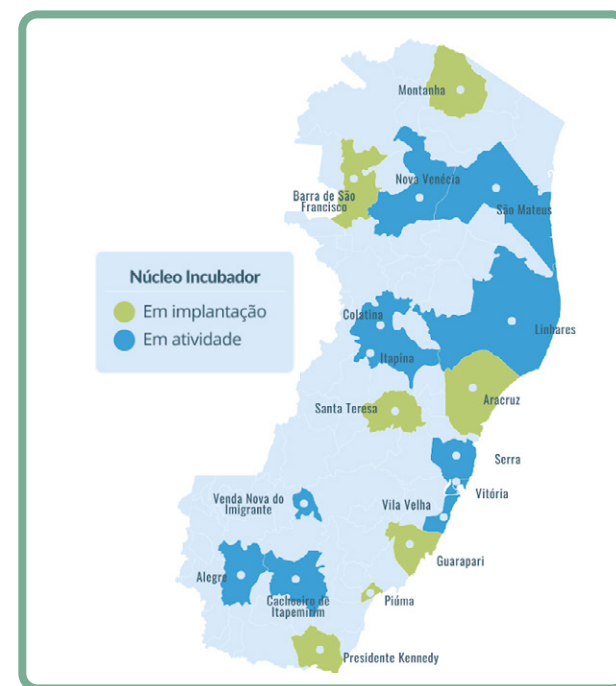 Montanha
Nova Venécia
Barra de São
Francisco
São Mateus
Núcleo Incubador
Em implantação
Em atividade
Colatina
Linhares
Itapina
Santa Teresa
Aracruz
Serra
Venda Nova do
Imigrante
Vitória
Vila Velha
Guarapari
Alegre
Cachoeiro de
Itapemirim
Piúma
Presidente Kennedy